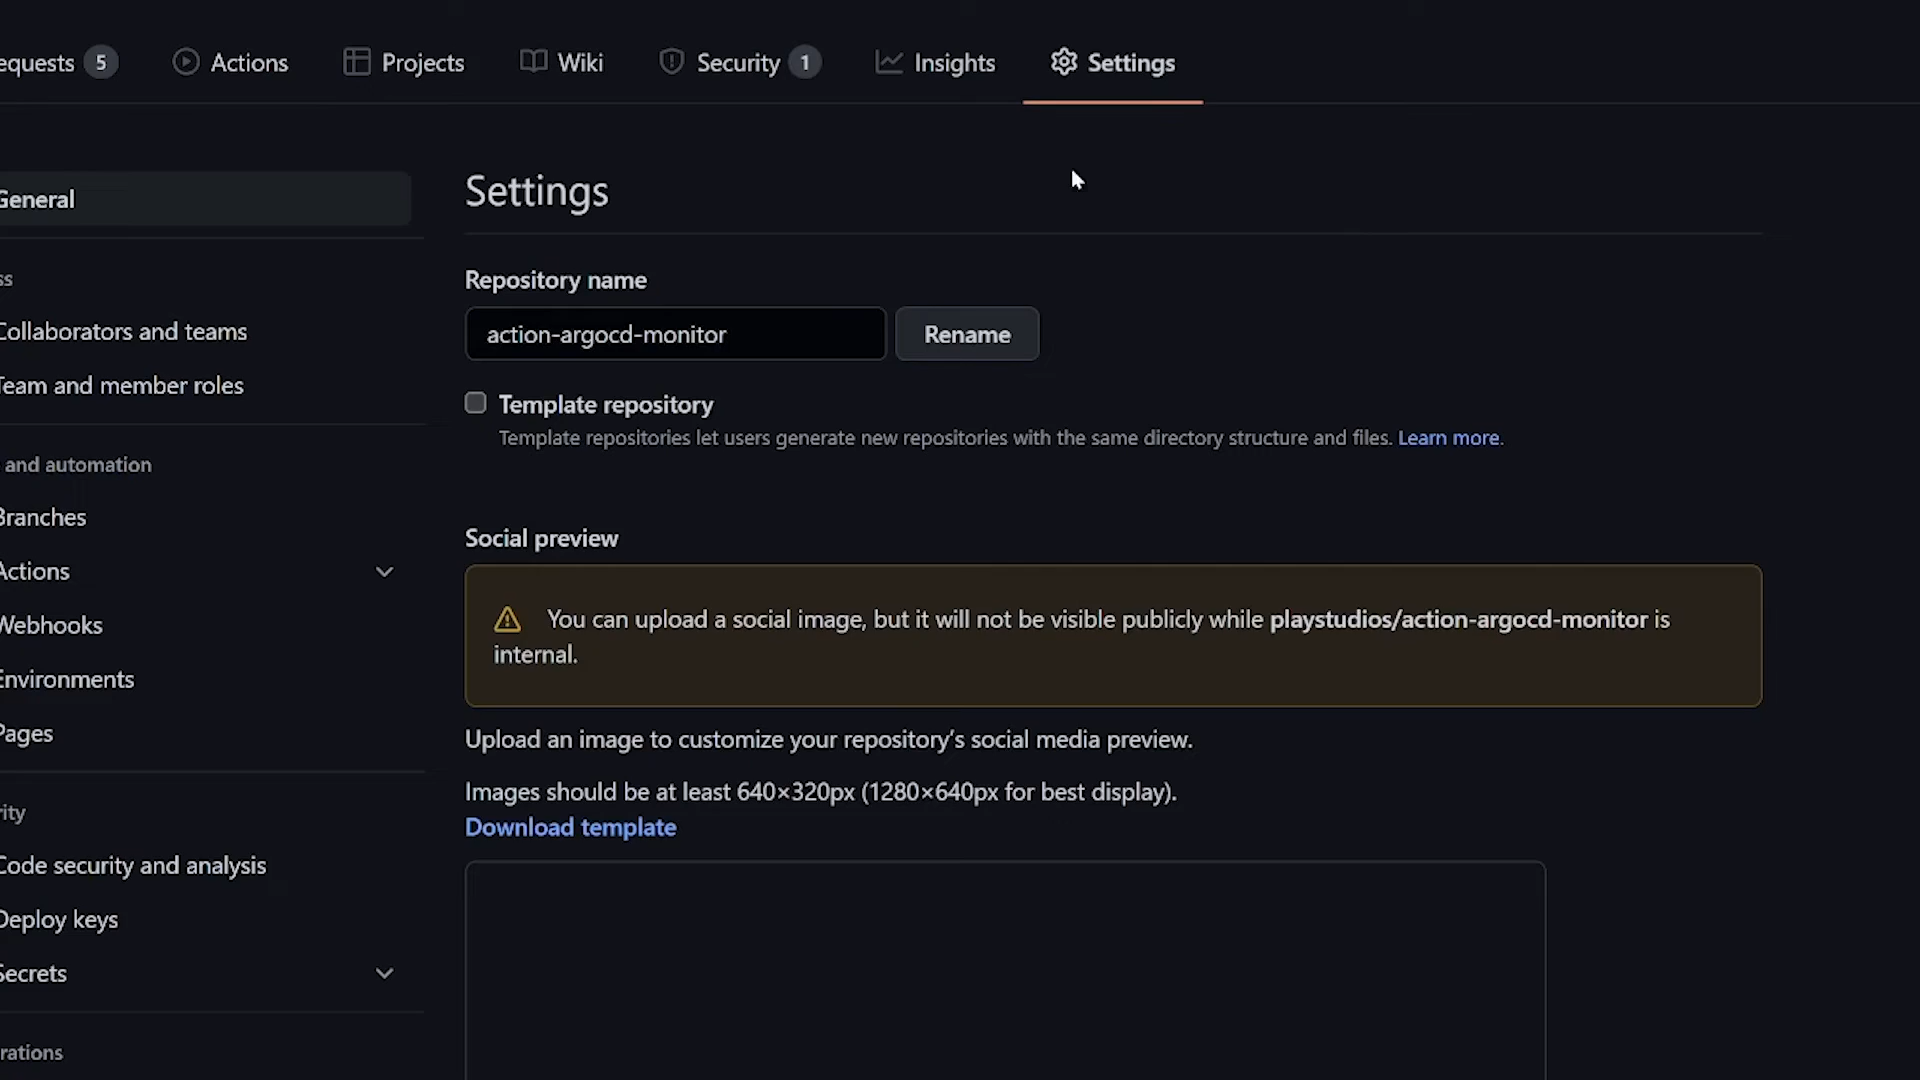 equests 5 Actions Projects Wiki Security 1 Insights Settings
General
ss
Collaborators and teams
Team and member roles
and automation
Branches
Actions
Webhooks
Environments
Pages
rity
Code security and analysis
Deploy keys
Secrets
rations
Settings
Repository name
action-argocd-monitor Rename
Template repository
Template repositories let users generate new repositories with the same directory structure and files. Learn more.
Social preview
You can upload a social image, but it will not be visible publicly while playstudios/action-argocd-monitor is
internal.
Upload an image to customize your repository’s social media preview.
Images should be at least 640×320px (1280×640px for best display).
Download template